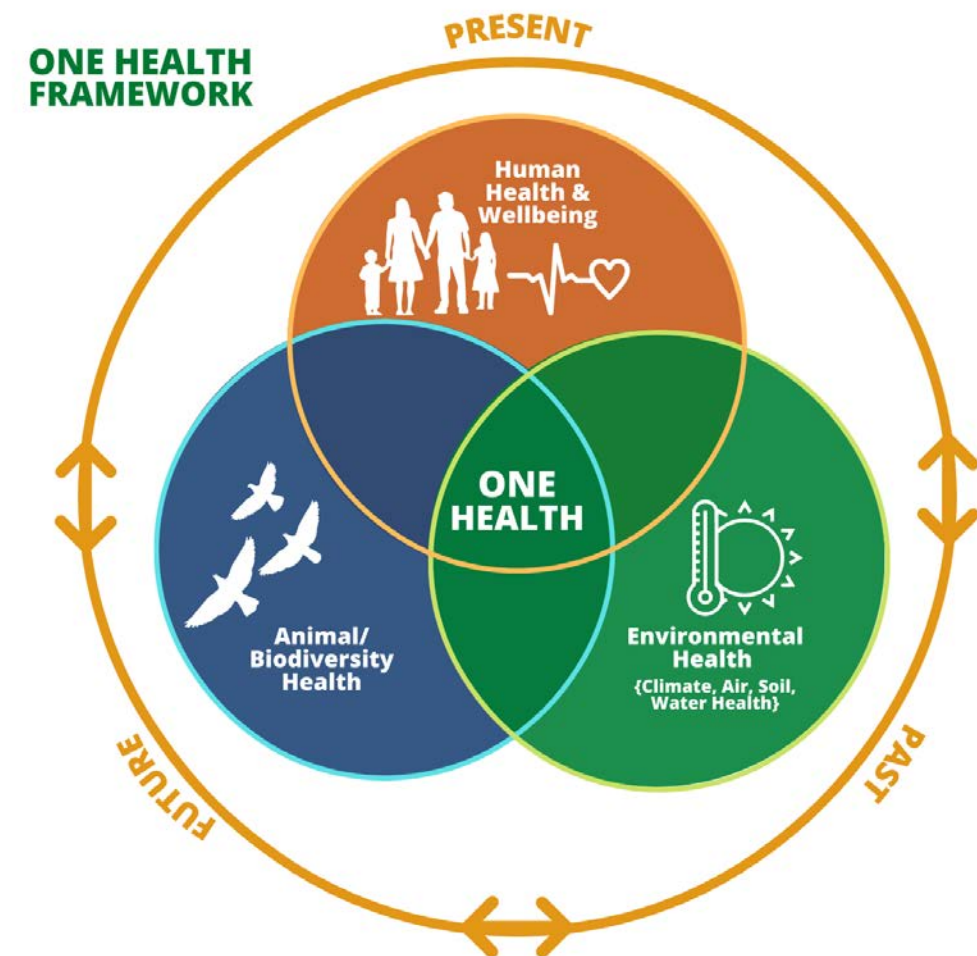 PRESENT
ONE HEALTH
FRAMEWORK
Human
Health &
Wellbeing
ONE
HEALTH
Animal/
Biodiversity
Health
Environmental
Health
{Climate, Air, Soil,
Water Health}
FUTURE
PAST